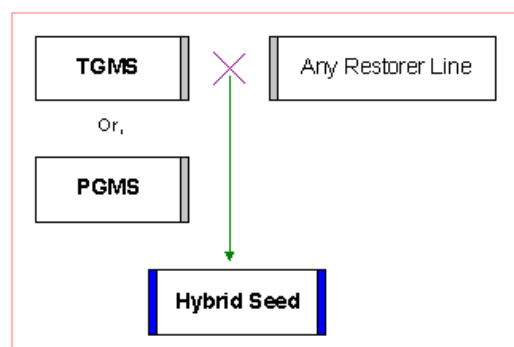 TGMS
Any Restorer Line
Or,
PGMS
Hybrid Seed